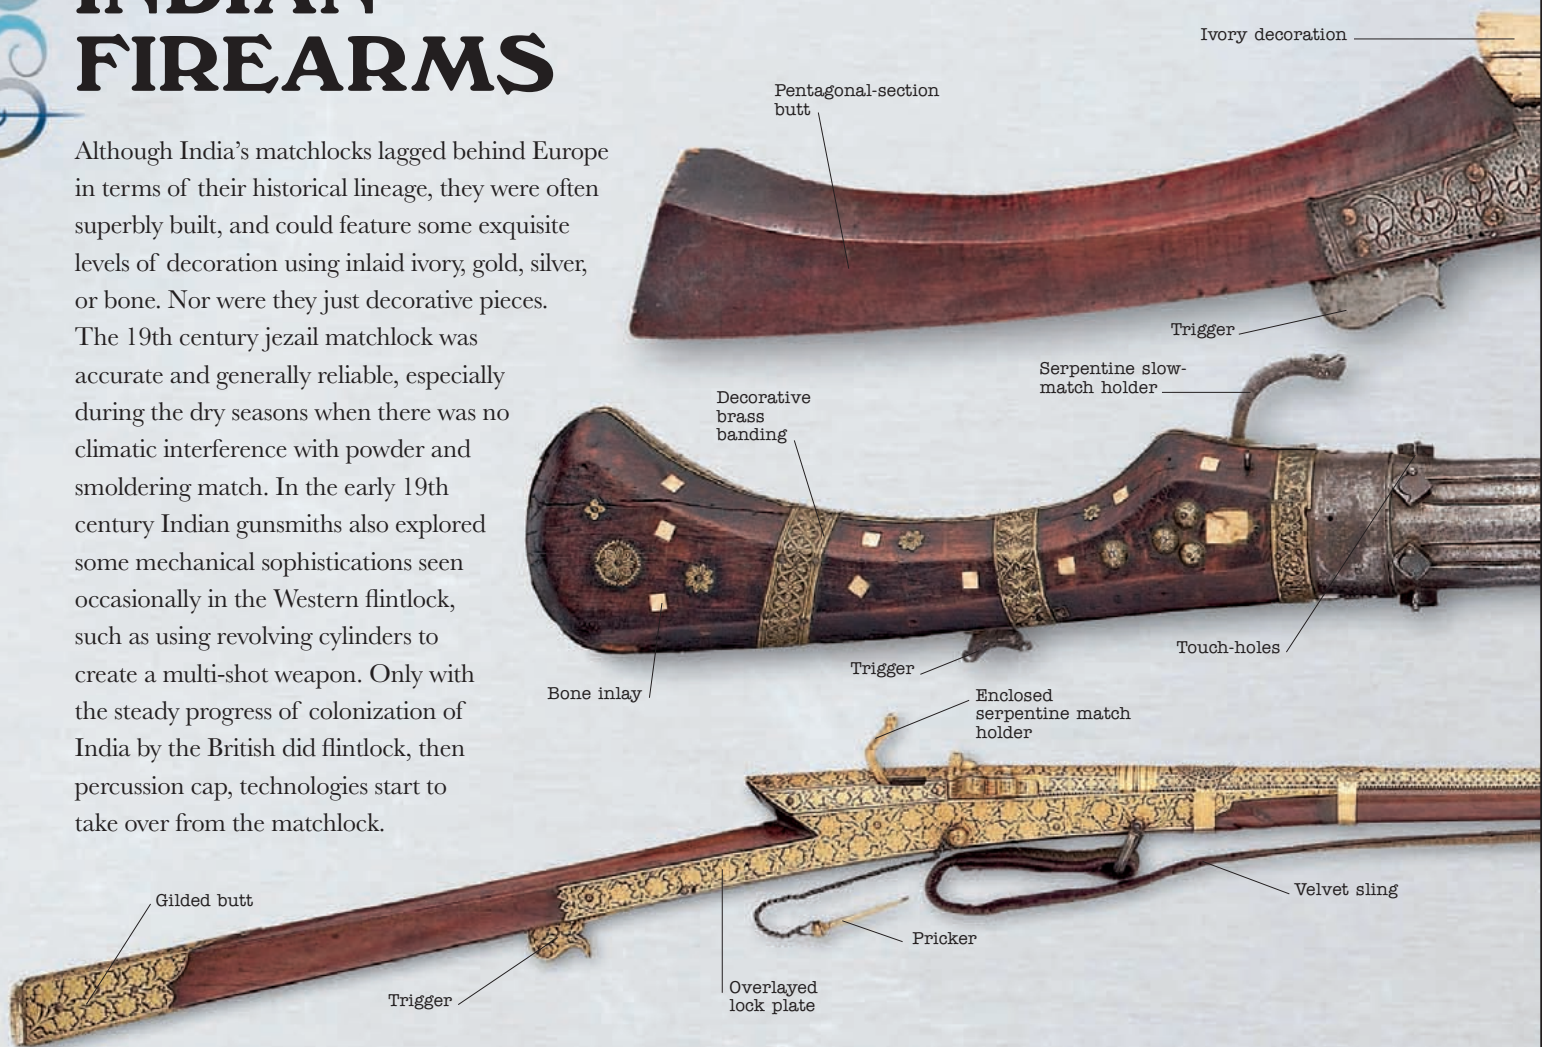 INDIAN
FIREARMS
Although India’s matchlocks lagged behind Europe
in terms of their historical lineage, they were often
superbly built, and could feature some exquisite
levels of decoration using inlaid ivory, gold, silver,
or bone. Nor were they just decorative pieces.
The 19th century jezail matchlock was
accurate and generally reliable, especially
during the dry seasons when there was no
climatic interference with powder and
smoldering match. In the early 19th
century Indian gunsmiths also explored
some mechanical sophistications seen
occasionally in the Western flintlock,
such as using revolving cylinders to
create a multi-shot weapon. Only with
the steady progress of colonization of
India by the British did flintlock, then
percussion cap, technologies start to
take over from the matchlock.
Ivory decoration
Pentagonal-section
butt
Trigger
Serpentine slow-
match holder
Decorative
brass
banding
Touch-holes
Trigger
Bone inlay
Enclosed
serpentine match
holder
Velvet sling
Gilded butt
Pricker
Trigger
Overlayed
lock plate